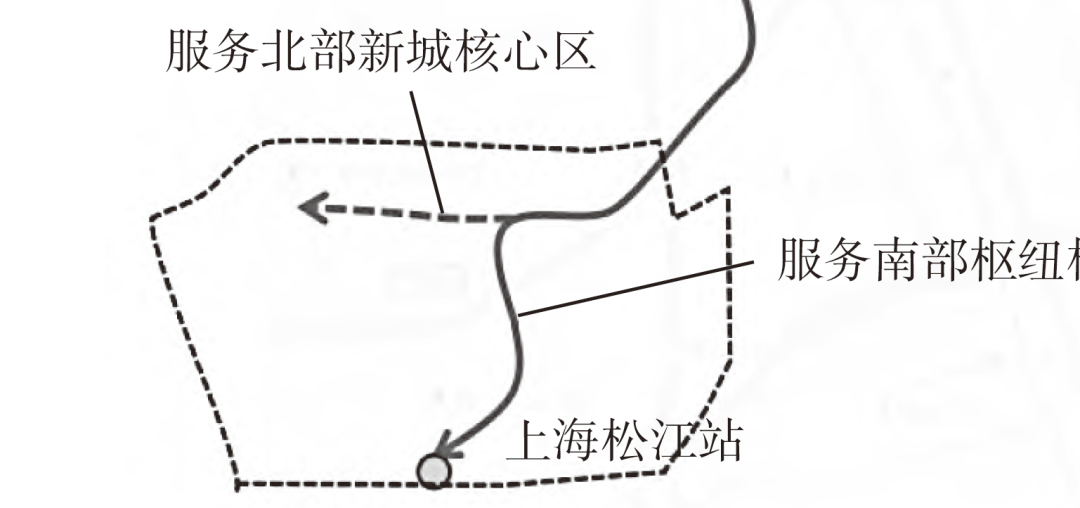 服务北部新城核心区
服务南部枢纽
上海松江站